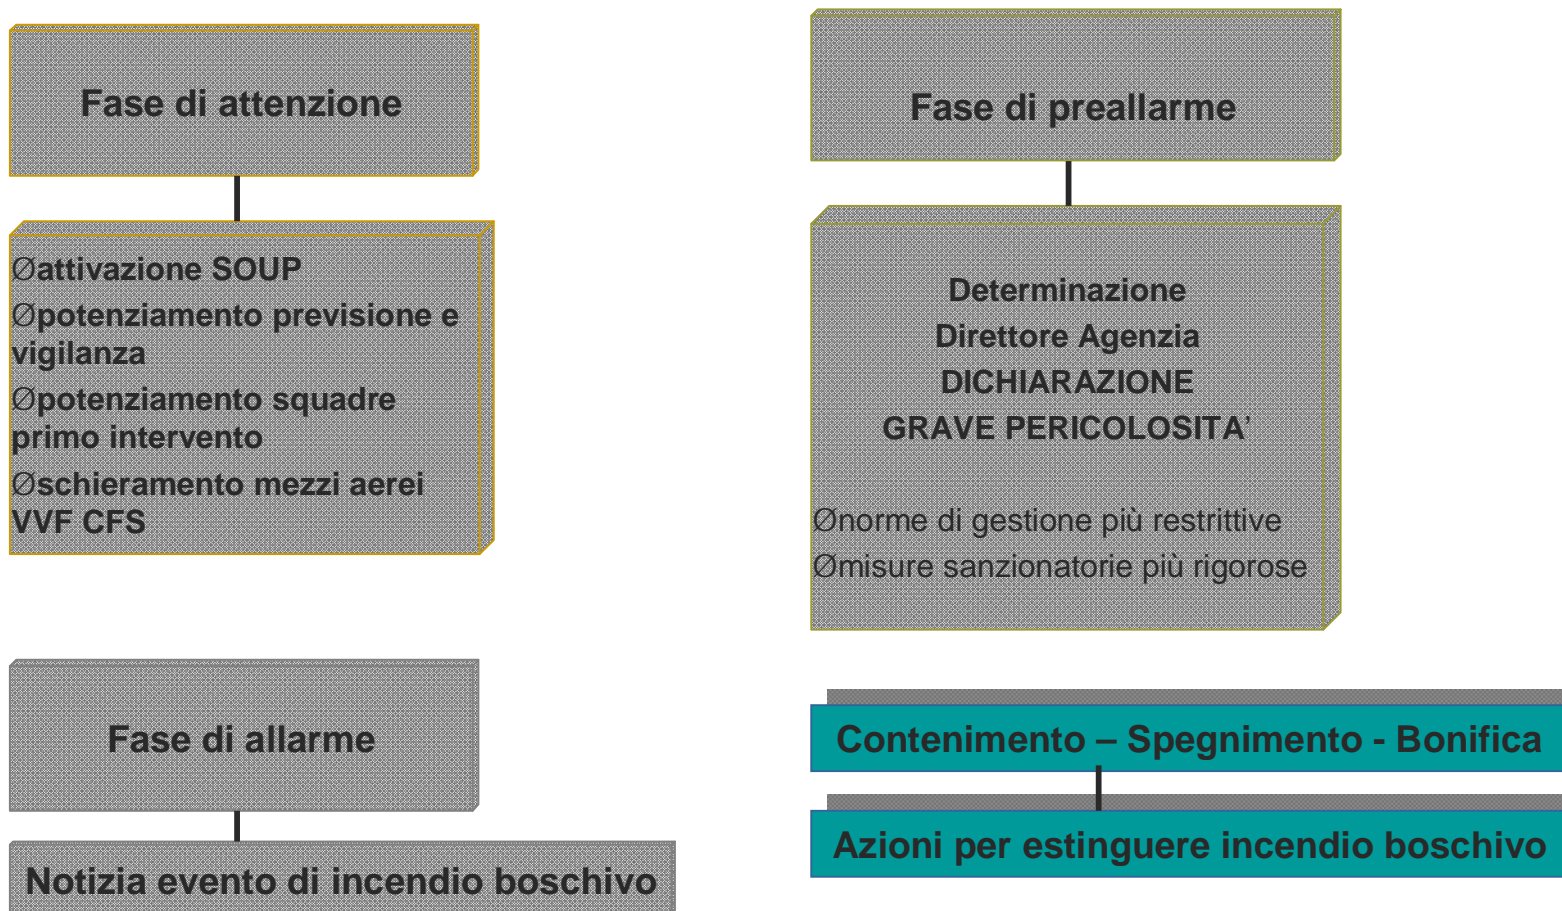 Fase di attenzione
Øattivazione SOUP
Øpotenziamento previsione e
vigilanza
Øpotenziamento squadre
primo intervento
Øschieramento mezzi aerei
VVF CFS
Fase di preallarme
Determinazione
Direttore Agenzia
DICHIARAZIONE
GRAVE PERICOLOSITA’
Ønorme di gestione più restrittive
Ømisure sanzionatorie più rigorose
Fase di allarme
Notizia evento di incendio boschivo
Contenimento – Spegnimento - Bonifica
Azioni per estinguere incendio boschivo